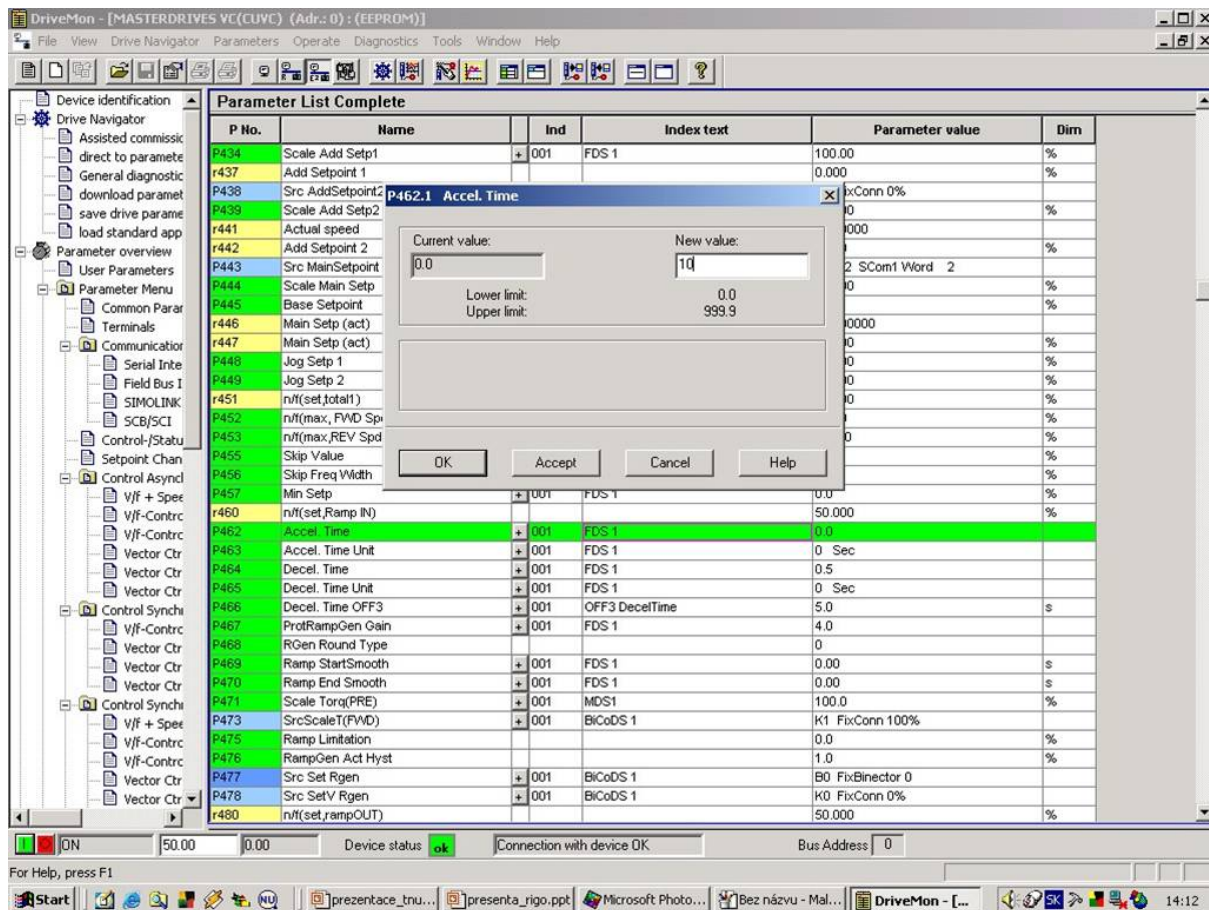 DriveMon - [MASTERDRIVES VC(CUVC) (Adr.: 0) : (EEPROM)]
File View Drive Navigator Parameters Operate Diagnostics Tools Window Help
Device identification
Drive Navigator
Assisted commissic
direct to paramete
General diagnostic
download paramet
save drive parame
load standard app
Parameter overview
User Parameters
Parameter Menu
Common Parar
Terminals
Communication
Serial Inte
Field Bus I
SIMOLINK
SCB/SCI
Control-/Statu
Setpoint Chan
Control Asyncl
V/f + Spee
V/f-Contrc
V/f-Contrc
Vector Ctr
Vector Ctr
Vector Ctr
Control Synchi
V/f-Contrc
Vector Ctr
Vector Ctr
Vector Ctr
Control Synchi
V/f + Spee
V/f-Contrc
V/f-Contrc
Vector Ctr
Vector Ctr
Parameter List Complete
P No. Name Ind Index text Parameter value Dim
P434 Scale Add Setp1 + 001 FDS 1 100.00 %
r437 Add Setpoint 1 0.000 %
P438 Src AddSetpoint2 ixConn 0%
P439 Scale Add Setp2 %
r441 Actual speed
r442 Add Setpoint 2 %
P443 Src MainSetpoint 2 SCom1 Word 2
P444 Scale Main Setp %
P445 Base Setpoint %
r446 Main Setp (act)
r447 Main Setp (act) %
P448 Jog Setp 1 %
P449 Jog Setp 2 %
r451 n/f(set,total1) %
P452 n/f(max, FWD Sp %
P453 n/f(max,REV Spd %
P455 Skip Value %
P456 Skip Freq Width %
P457 Min Setp + 001 FDS 1 0.0 %
r460 n/f(set,Ramp IN) 50.000 %
P462 Accel. Time + 001 FDS 1 0.0
P463 Accel. Time Unit + 001 FDS 1 0 Sec
P464 Decel. Time + 001 FDS 1 0.5
P465 Decel. Time Unit + 001 FDS 1 0 Sec
P466 Decel. Time OFF3 + 001 OFF3 DecelTime 5.0 s
P467 ProtRampGen Gain + 001 FDS 1 4.0
P468 RGen Round Type 0
P469 Ramp StartSmooth + 001 FDS 1 0.00 s
P470 Ramp End Smooth + 001 FDS 1 0.00 s
P471 Scale Torq(PRE) + 001 MDS1 100.0 %
P473 SrcScaleT(FWD) + 001 BiCoDS 1 K1 FixConn 100%
P475 Ramp Limitation 0.0 %
P476 RampGen Act Hyst 1.0 %
P477 Src Set Rgen + 001 BiCoDS 1 B0 FixBinector 0
P478 Src SetV Rgen + 001 BiCoDS 1 K0 FixConn 0%
r480 n/f(set,rampOUT) 50.000 %
P462.1 Accel. Time
Current value: New value:
0.0 10
Lower limit: 0.0
Upper limit: 999.9
OK Accept Cancel Help
ON 50.00 0.00 Device status ok Connection with device OK Bus Address 0
For Help, press F1
Start NU prezentace_tnu... presenta_rigo.ppt Microsoft Photo... Bez názvu - Mal... DriveMon - [... SK 14:12